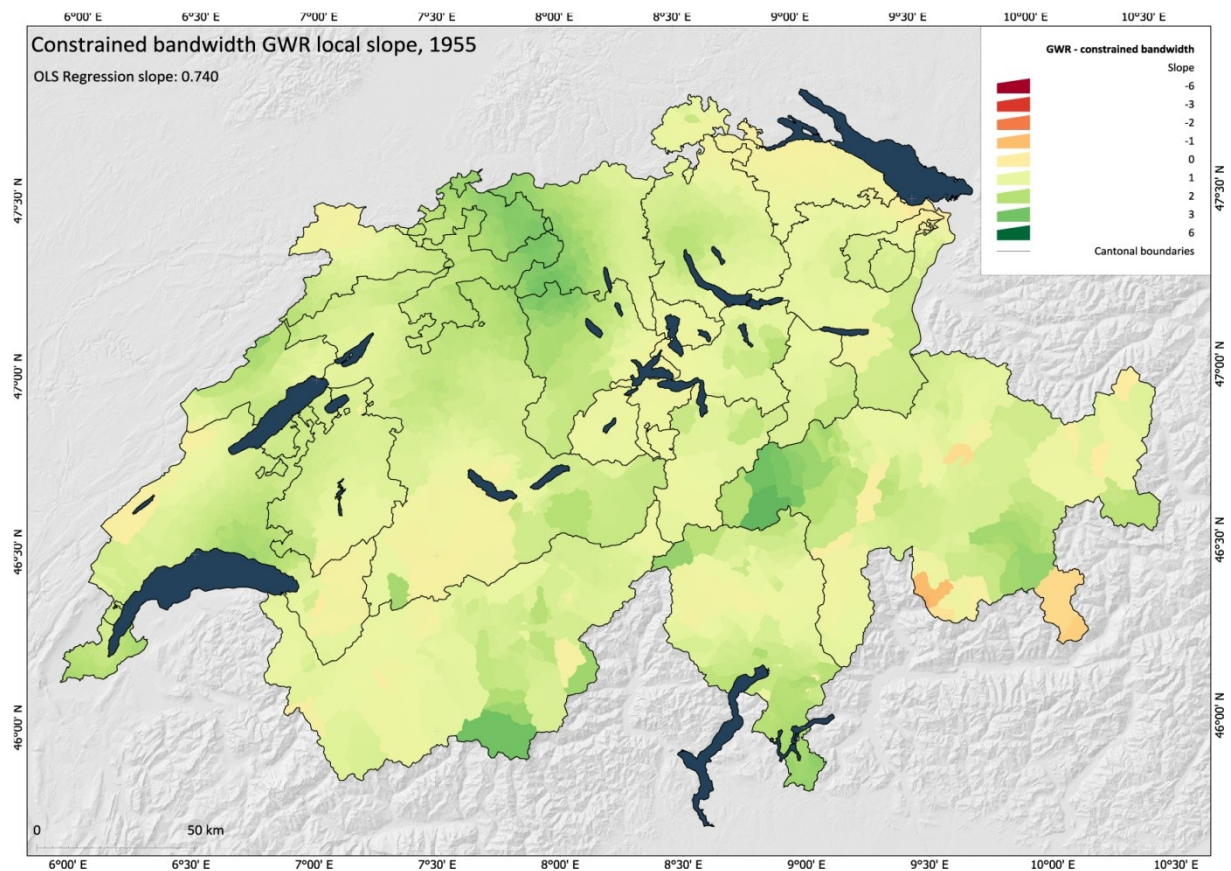 6°00' E 6°30' E 7°00' E 7°30' E 8°00' E 8°30' E 9°00' E 9°30' E 10°00' E 10°30' E
Constrained bandwidth GWR local slope, 1955
OLS Regression slope: 0.740
GWR - constrained bandwidth
Slope
-6
-3
-2
-1
0
1
2
3
6
Cantonal boundaries
47°30' N 47°30' N
47°00' N 47°00' N
46°30' N 46°30' N
46°00' N 46°00' N
0 50 km
6°00' E 6°30' E 7°00' E 7°30' E 8°00' E 8°30' E 9°00' E 9°30' E 10°00' E 10°30' E